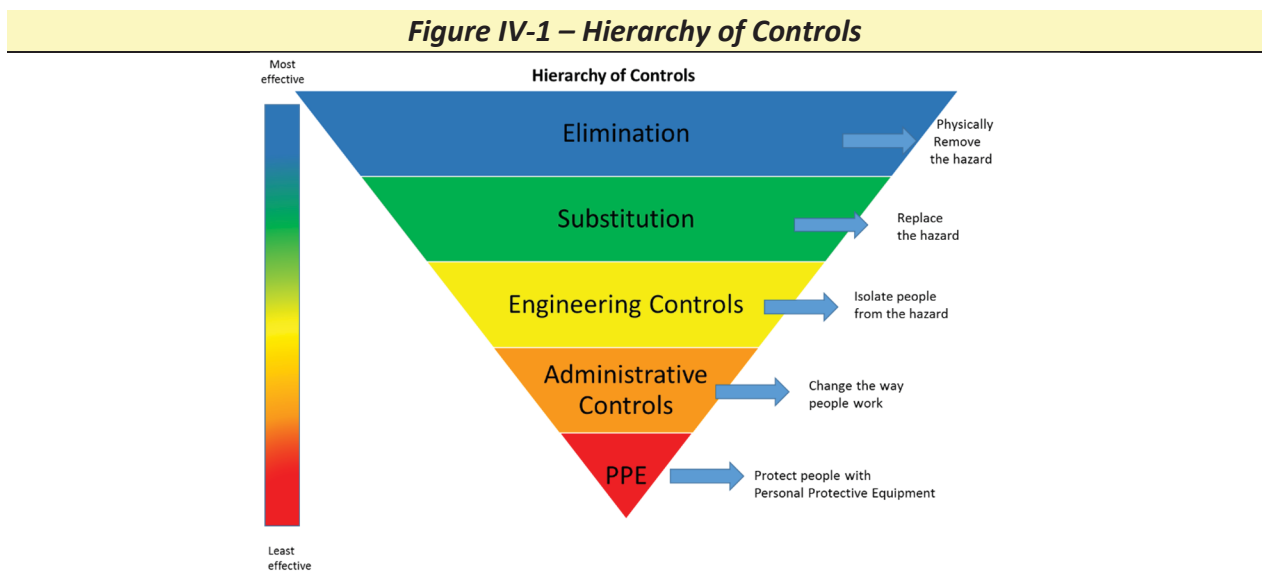 Figure IV-1 – Hierarchy of Controls
Most
effective
Hierarchy of Controls
Elimination
Physically
Remove
the hazard
Substitution
Replace
the hazard
Engineering Controls
Isolate people
from the hazard
Administrative
Controls
Change the way
people work
PPE
Protect people with
Personal Protective Equipment
Least
effective